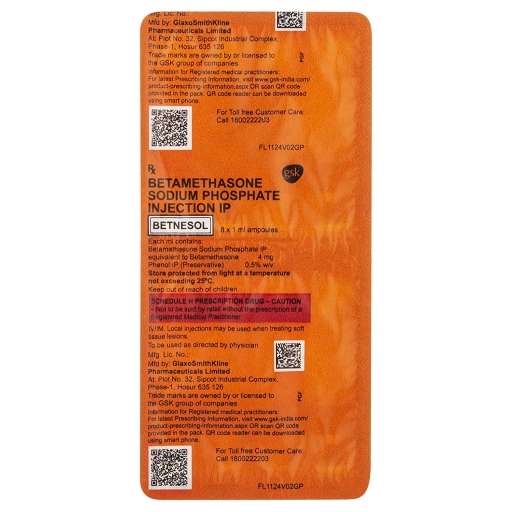 Mfg. Lic. No.:
Mfd by: GlaxoSmithKline
Pharmaceuticals Limited
At: Plot No. 32, Sipcot Industrial Complex,
Phase-1, Hosur 635 126
Trade marks are owned by or licensed to
the GSK group of companies
Information for Registered medical practitioners:
For latest Prescribing Information, visit www.gsk-india.com/
product-prescribing-information.aspx OR scan QR code
provided in the pack. QR code reader can be downloaded
using smart phone.
For Toll free Customer Care:
Call 1800222203
FL1124V02GP
Rx
BETAMETHASONE
SODIUM PHOSPHATE
INJECTION IP
gsk
BETNESOL
8 x 1 ml ampoules
Each ml contains:
Betamethasone Sodium Phosphate IP
equivalent to Betamethasone 4 mg
Phenol IP (Preservative) 0.5% w/v
Store protected from light at a temperature
not exceeding 25°C.
Keep out of reach of children.
SCHEDULE H PRESCRIPTION DRUG – CAUTION
- Not to be sold by retail without the prescription of a
Registered Medical Practitioner
IV/IM. Local injections may be used when treating soft
tissue lesions.
To be used as directed by physician
Mfg. Lic. No.:
Mfd by: GlaxoSmithKline
Pharmaceuticals Limited
At: Plot No. 32, Sipcot Industrial Complex,
Phase-1, Hosur 635 126
Trade marks are owned by or licensed to
the GSK group of companies
Information for Registered medical practitioners:
For latest Prescribing Information, visit www.gsk-india.com/
product-prescribing-information.aspx OR scan QR code
provided in the pack. QR code reader can be downloaded
using smart phone.
For Toll free Customer Care:
Call 1800222203
FL1124V02GP